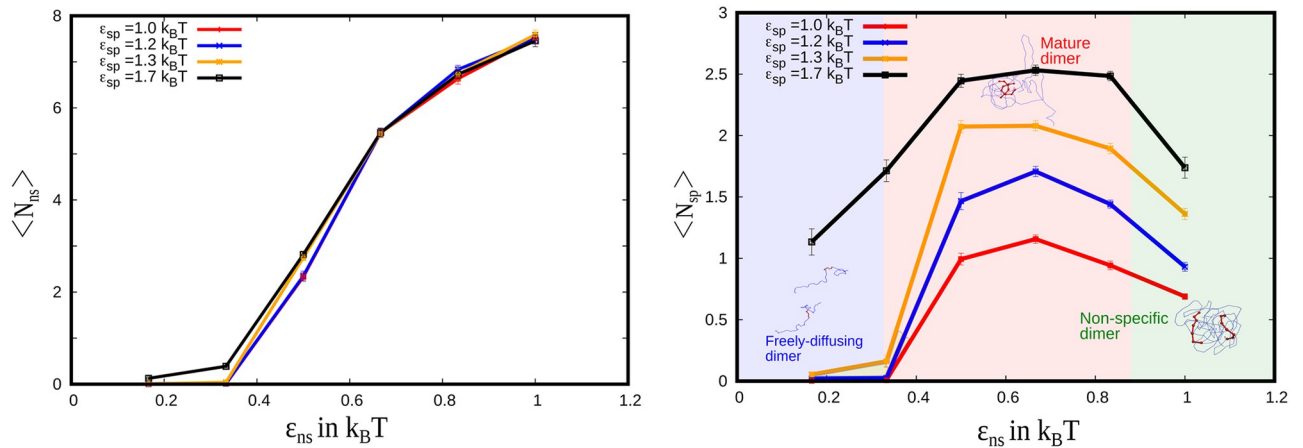 8
6
4
2
0
<N_ns>
ε_sp =1.0 k_BT
ε_sp =1.2 k_BT
ε_sp =1.3 k_BT
ε_sp =1.7 k_BT
0 0.2 0.4 0.6 0.8 1 1.2
ε_ns in k_BT
3
2.5
2
1.5
1
0.5
0
<N_sp>
ε_sp =1.0 k_BT
ε_sp =1.2 k_BT
ε_sp =1.3 k_BT
ε_sp =1.7 k_BT
Mature
dimer
Freely-diffusing
dimer
Non-specific
dimer
0 0.2 0.4 0.6 0.8 1 1.2
ε_ns in k_BT